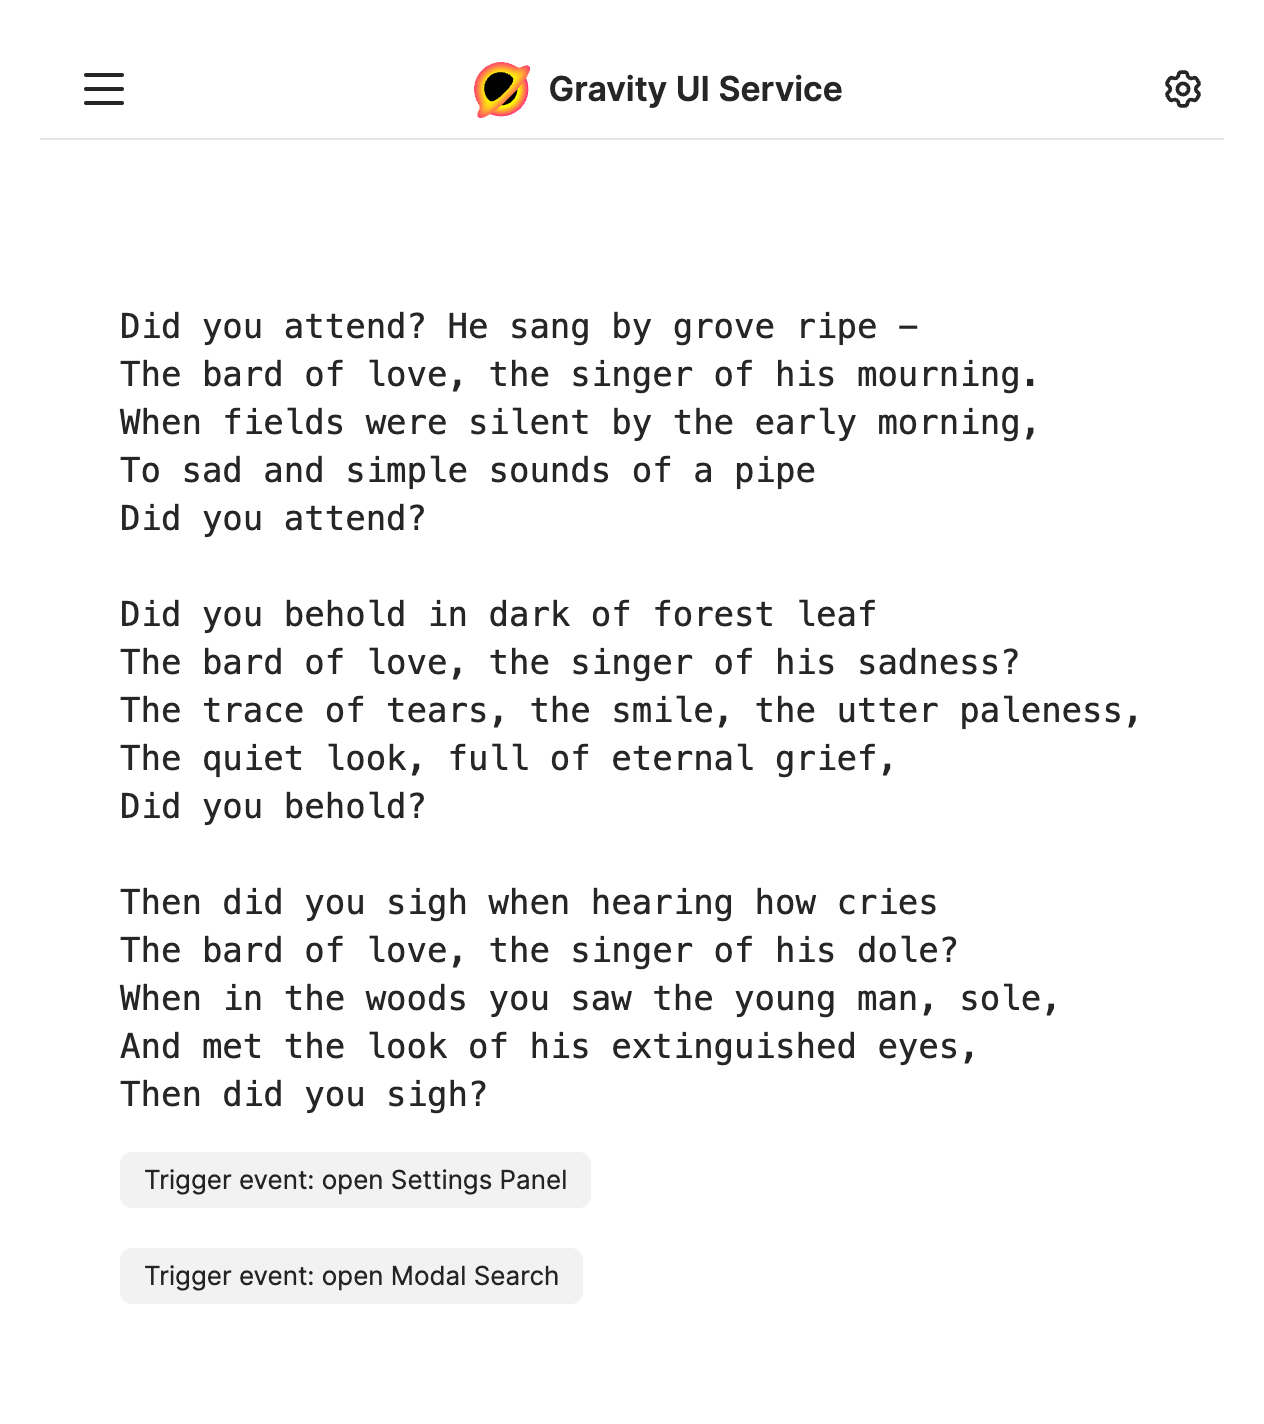 Gravity UI Service
Did you attend? He sang by grove ripe –
The bard of love, the singer of his mourning.
When fields were silent by the early morning,
To sad and simple sounds of a pipe
Did you attend?
Did you behold in dark of forest leaf
The bard of love, the singer of his sadness?
The trace of tears, the smile, the utter paleness,
The quiet look, full of eternal grief,
Did you behold?
Then did you sigh when hearing how cries
The bard of love, the singer of his dole?
When in the woods you saw the young man, sole,
And met the look of his extinguished eyes,
Then did you sigh?
Trigger event: open Settings Panel
Trigger event: open Modal Search